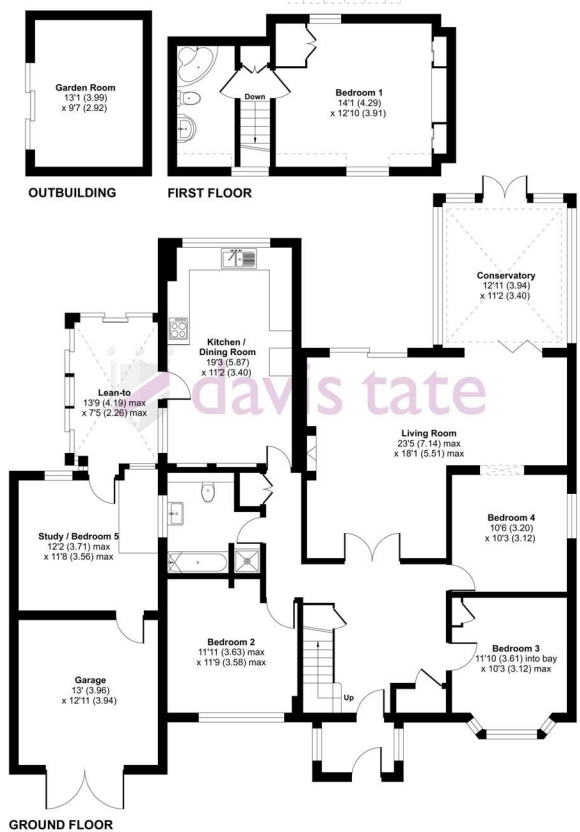 Garden Room
13'1 (3.99)
x 9'7 (2.92)
OUTBUILDING
Down
Bedroom 1
14'1 (4.29)
x 12'10 (3.91)
FIRST FLOOR
Conservatory
12'11 (3.94)
x 11'2 (3.40)
Kitchen /
Dining Room
19'3 (5.87)
x 11'2 (3.40)
Lean-to
13'9 (4.19) max
x 7'5 (2.26) max
davis tate
Living Room
23'5 (7.14) max
x 18'1 (5.51) max
Study / Bedroom 5
12'2 (3.71) max
x 11'8 (3.56) max
Bedroom 4
10'6 (3.20)
x 10'3 (3.12)
Bedroom 2
11'11 (3.63) max
x 11'9 (3.58) max
Bedroom 3
11'10 (3.61) into bay
x 10'3 (3.12) max
Garage
13' (3.96)
x 12'11 (3.94)
Up
GROUND FLOOR